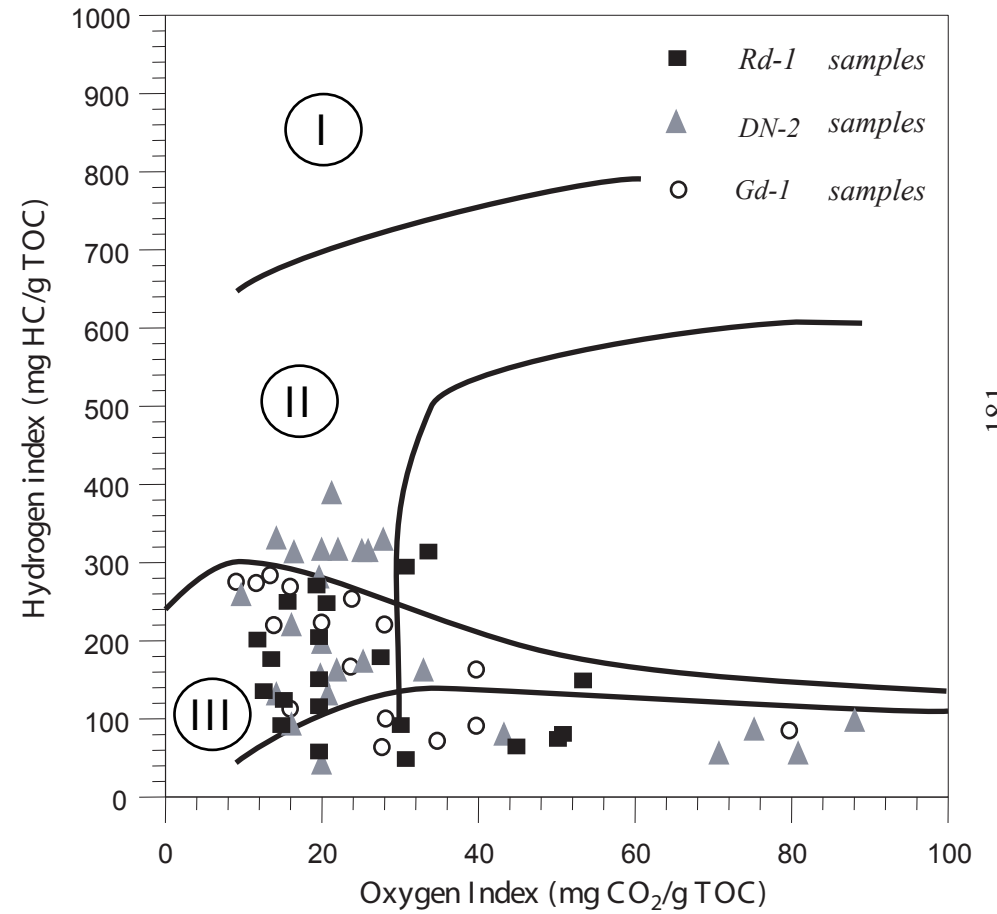 Hydrogen index (mg HC/g TOC)
1000
900
800
700
600
500
400
300
200
100
0
I
II
III
Rd-1 samples
DN-2 samples
Gd-1 samples
0 20 40 60 80 100
Oxygen Index (mg CO₂/g TOC)
181